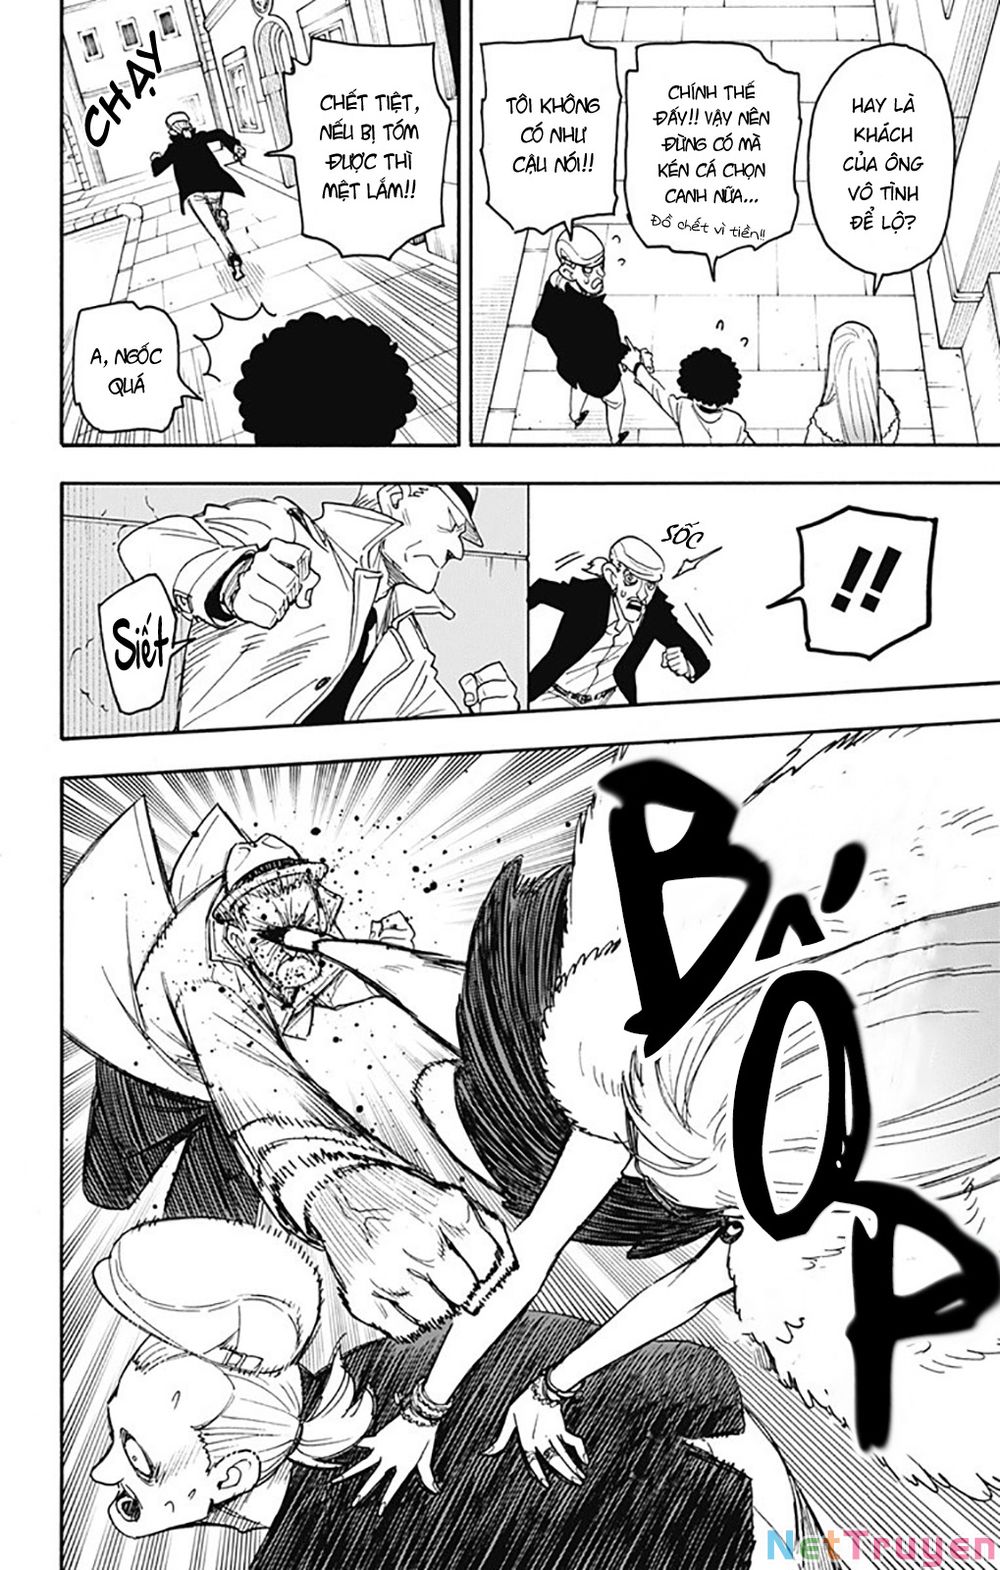 HAY LÀ
KHÁCH
CỦA ÔNG
VÔ TÌNH
ĐỂ LỘ?
CHÍNH THẾ
ĐẤY!! VẬY NÊN
ĐỪNG CÓ MÀ
KÉN CÁ CHỌN
CANH NỮA...
Đồ chết vì tiền!!
TÔI KHÔNG
CÓ NHƯ
CẬU NÓI!!
CHẾT TIỆT,
NẾU BỊ TÓM
ĐƯỢC THÌ
MỆT LẮM!!
CHẠY
A, NGỐC
QUÁ
!!
SỐC
Siết
BỐP
NetTruyen